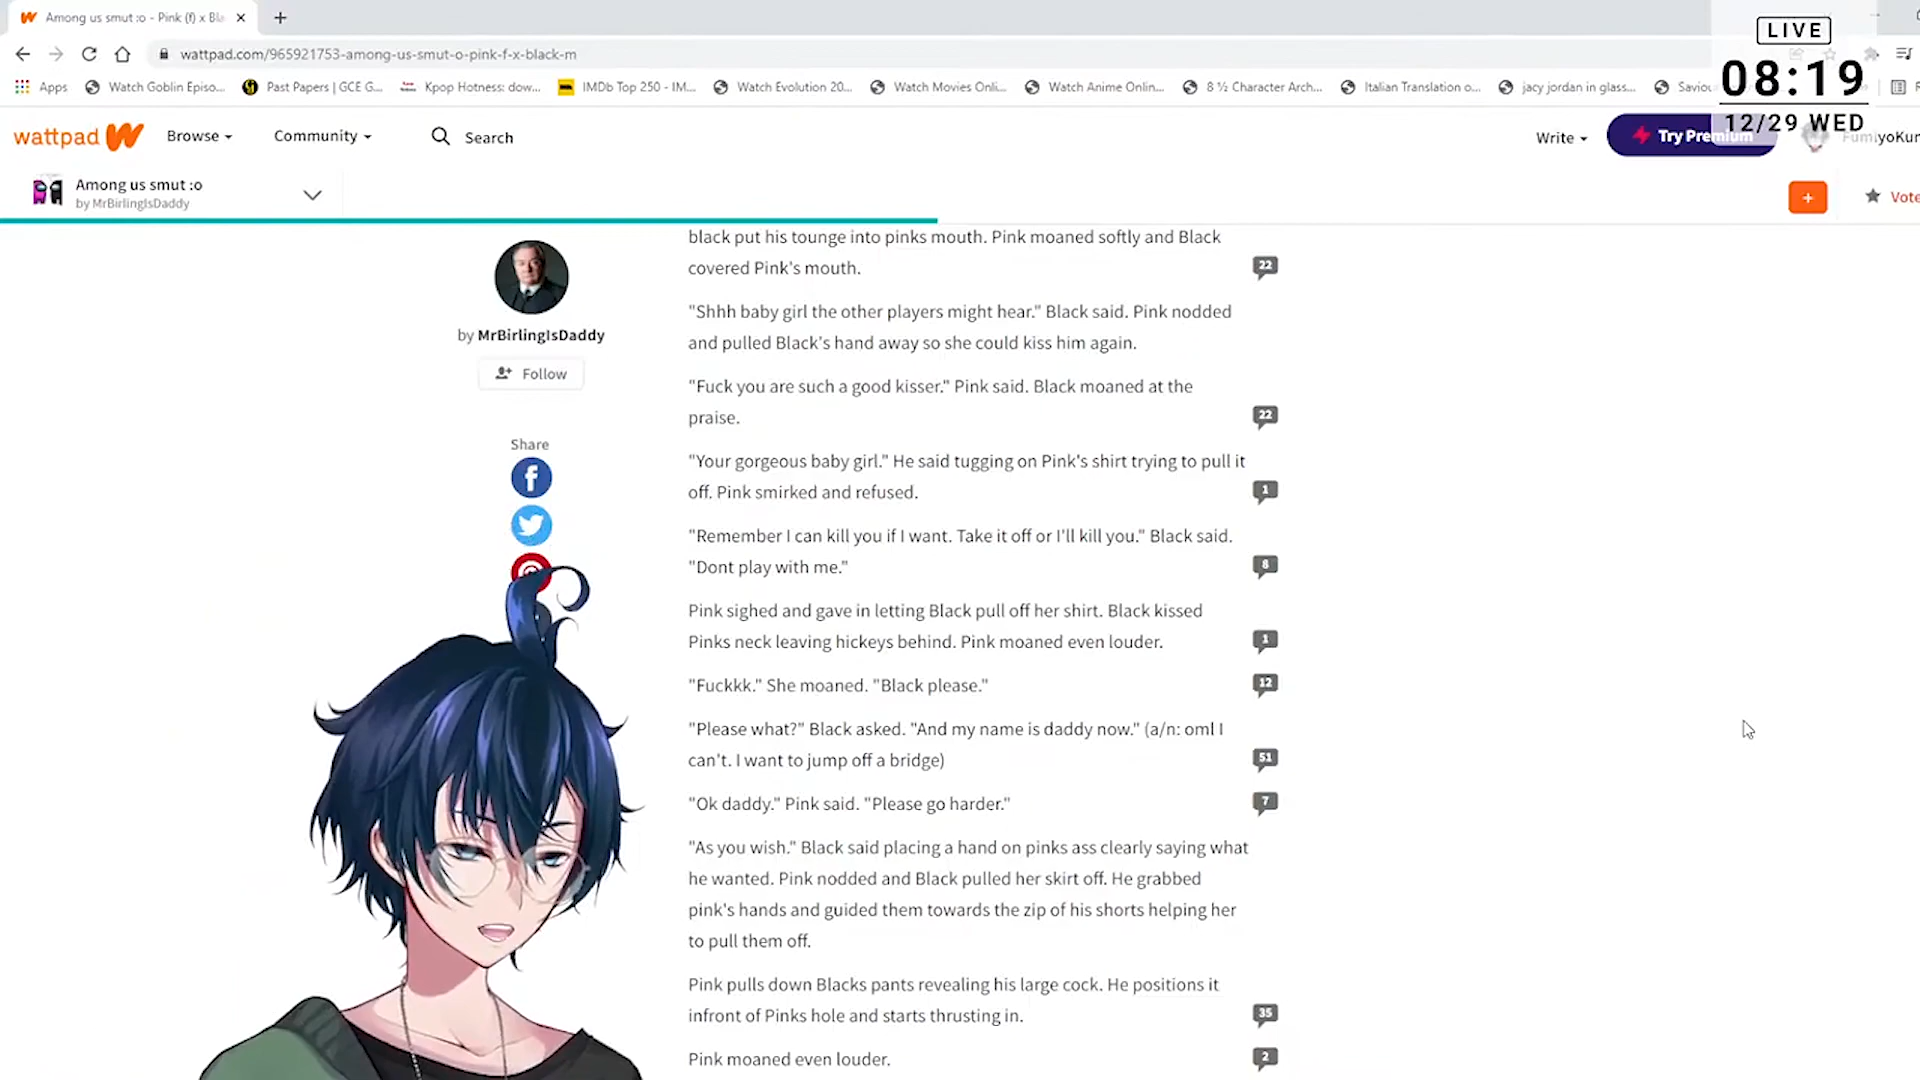 Among us smut :o - Pink (f) x Bla
LIVE
wattpad.com/965921753-among-us-smut-o-pink-f-x-black-m
08:19
Apps
Watch Goblin Episo...
Past Papers | GCE G...
Kpop Hotness: dow...
IMDb Top 250 - IM...
Watch Evolution 20...
Watch Movies Onli...
Watch Anime Onlin...
8 ½ Character Arch...
Italian Translation o...
jacy jordan in glass...
Saviou
12/29 WED
wattpad
Browse
Community
Search
Write
Try Premium
FumiyoKun
Among us smut :o
by MrBirlingIsDaddy
+
Vote
by MrBirlingIsDaddy
Follow
Share
black put his tounge into pinks mouth. Pink moaned softly and Black
covered Pink's mouth.
22
"Shhh baby girl the other players might hear." Black said. Pink nodded
and pulled Black's hand away so she could kiss him again.
"Fuck you are such a good kisser." Pink said. Black moaned at the
praise.
22
"Your gorgeous baby girl." He said tugging on Pink's shirt trying to pull it
off. Pink smirked and refused.
1
"Remember I can kill you if I want. Take it off or I'll kill you." Black said.
"Dont play with me."
8
Pink sighed and gave in letting Black pull off her shirt. Black kissed
Pinks neck leaving hickeys behind. Pink moaned even louder.
1
"Fuckkk." She moaned. "Black please."
12
"Please what?" Black asked. "And my name is daddy now." (a/n: oml I
can't. I want to jump off a bridge)
51
"Ok daddy." Pink said. "Please go harder."
7
"As you wish." Black said placing a hand on pinks ass clearly saying what
he wanted. Pink nodded and Black pulled her skirt off. He grabbed
pink's hands and guided them towards the zip of his shorts helping her
to pull them off.
Pink pulls down Blacks pants revealing his large cock. He positions it
infront of Pinks hole and starts thrusting in.
35
Pink moaned even louder.
2